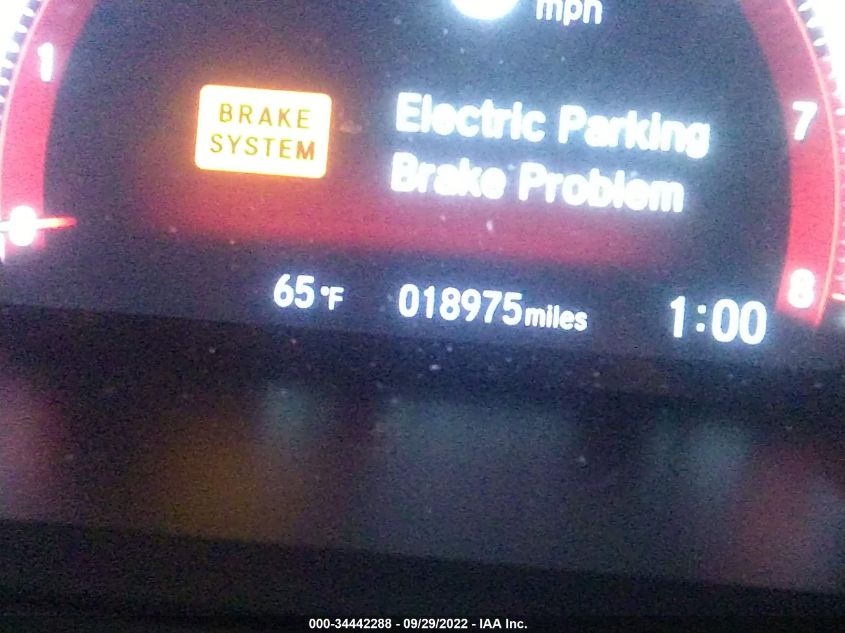 mph
1
BRAKE
SYSTEM
Electric Parking
Brake Problem
7
0
8
65°F
018975miles
1:00
000-34442288 - 09/29/2022 - IAA Inc.